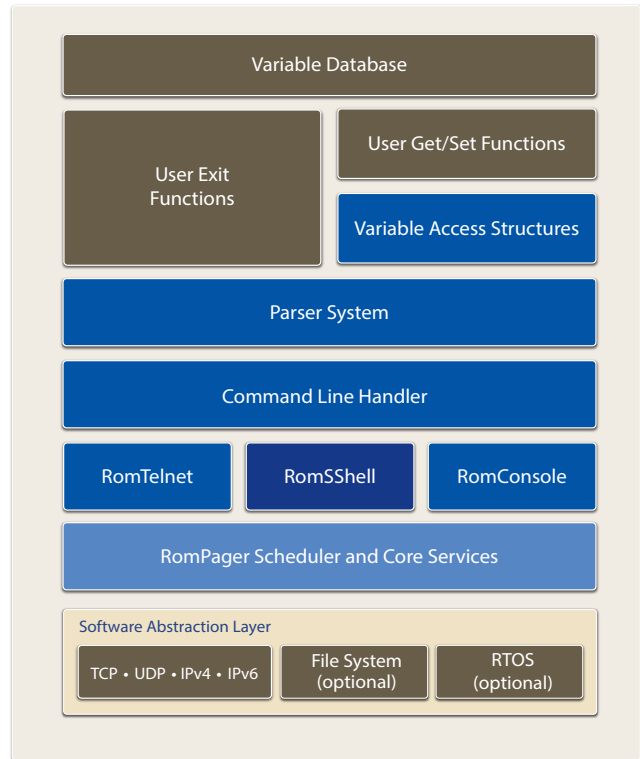 Variable Database
User Exit
Functions
User Get/Set Functions
Variable Access Structures
Parser System
Command Line Handler
RomTelnet
RomSShell
RomConsole
RomPager Scheduler and Core Services
Software Abstraction Layer
TCP • UDP • IPv4 • IPv6
File System
(optional)
RTOS
(optional)